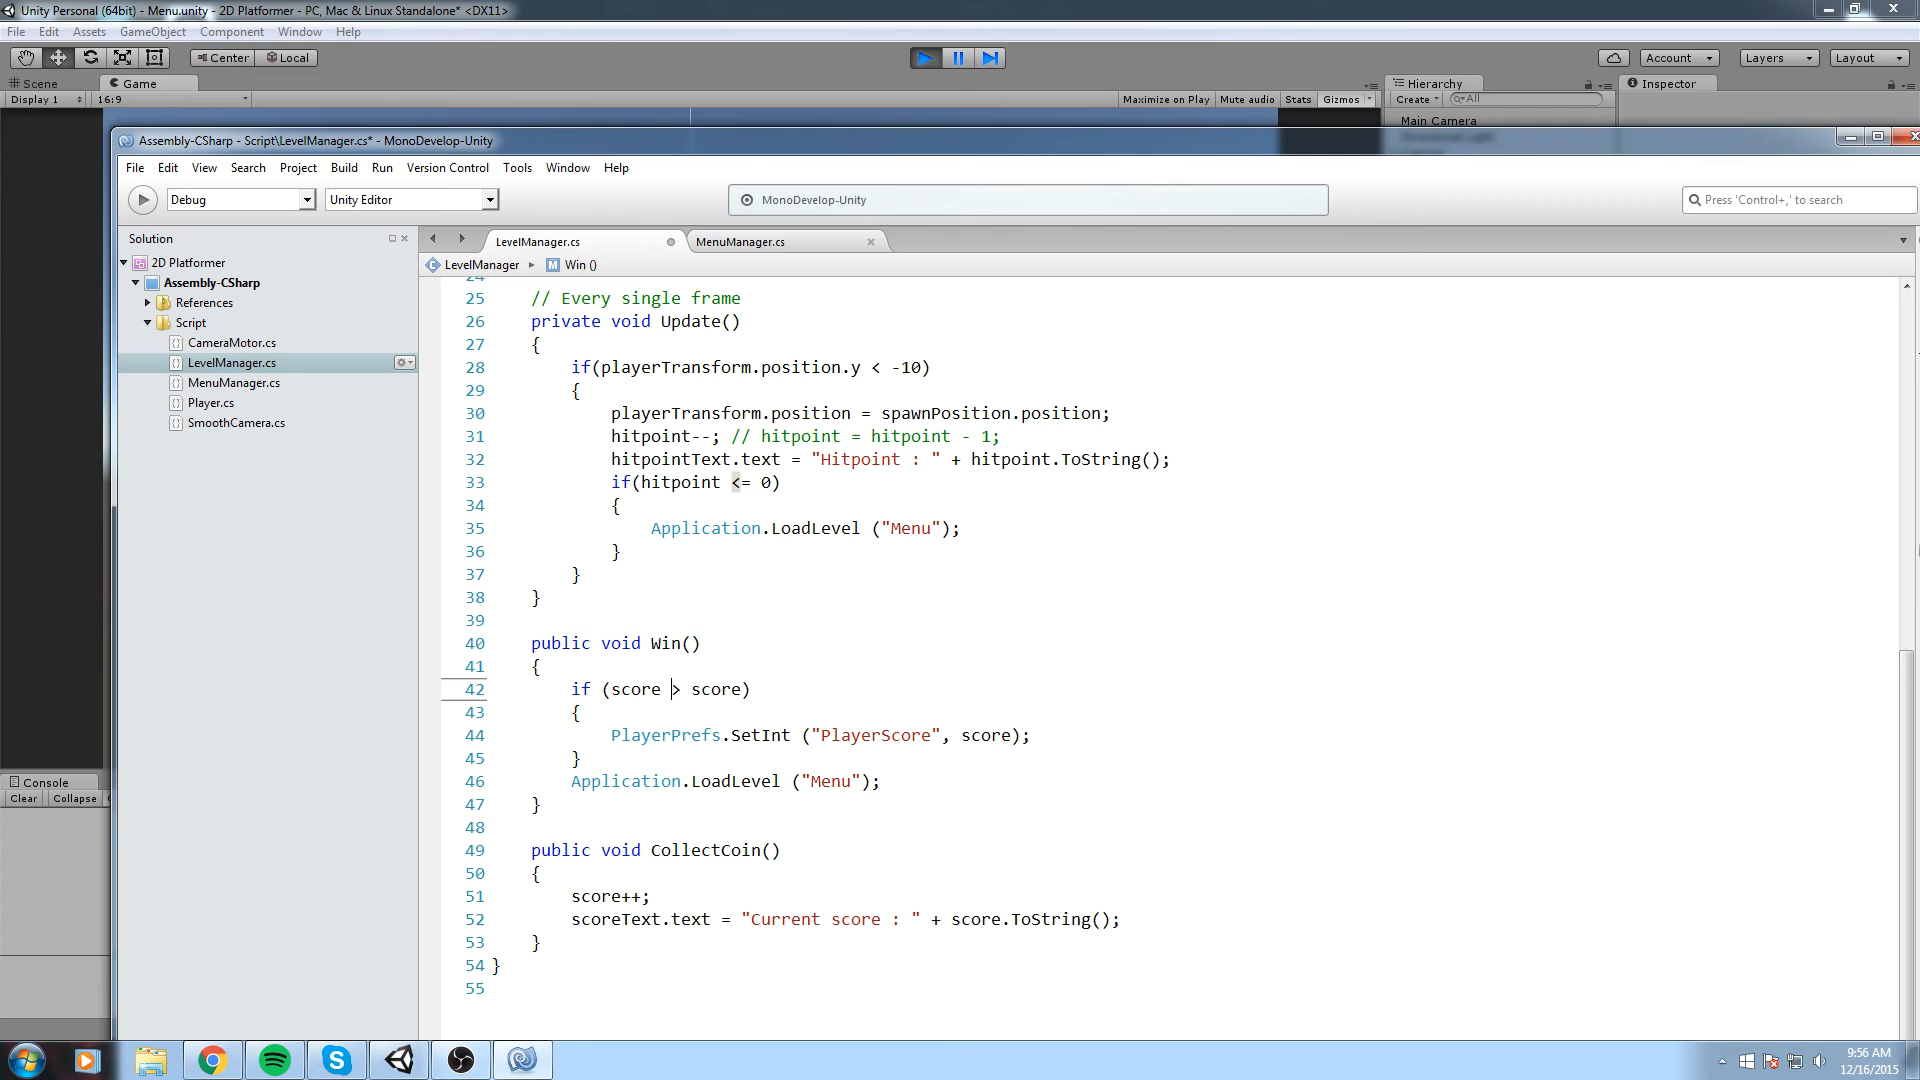 Unity Personal (64bit) - Menu.unity - 2D Platformer - PC, Mac & Linux Standalone* <DX11>
File Edit Assets GameObject Component Window Help
Center Local Account Layers Layout
Scene Game Hierarchy Inspector
Display 1 16:9 Maximize on Play Mute audio Stats Gizmos Create All
Main Camera
Assembly-CSharp - Script\LevelManager.cs* - MonoDevelop-Unity
File Edit View Search Project Build Run Version Control Tools Window Help
Debug Unity Editor MonoDevelop-Unity Press 'Control+,' to search
Solution LevelManager.cs MenuManager.cs
LevelManager Win ()
2D Platformer
Assembly-CSharp
References
Script
CameraMotor.cs
LevelManager.cs
MenuManager.cs
Player.cs
SmoothCamera.cs
24
25 // Every single frame
26 private void Update()
27 {
28 if(playerTransform.position.y < -10)
29 {
30 playerTransform.position = spawnPosition.position;
31 hitpoint--; // hitpoint = hitpoint - 1;
32 hitpointText.text = "Hitpoint : " + hitpoint.ToString();
33 if(hitpoint <= 0)
34 {
35 Application.LoadLevel ("Menu");
36 }
37 }
38 }
39
40 public void Win()
41 {
42 if (score > score)
43 {
44 PlayerPrefs.SetInt ("PlayerScore", score);
45 }
46 Application.LoadLevel ("Menu");
47 }
48
49 public void CollectCoin()
50 {
51 score++;
52 scoreText.text = "Current score : " + score.ToString();
53 }
54 }
55
Console
Clear Collapse
9:56 AM
12/16/2015